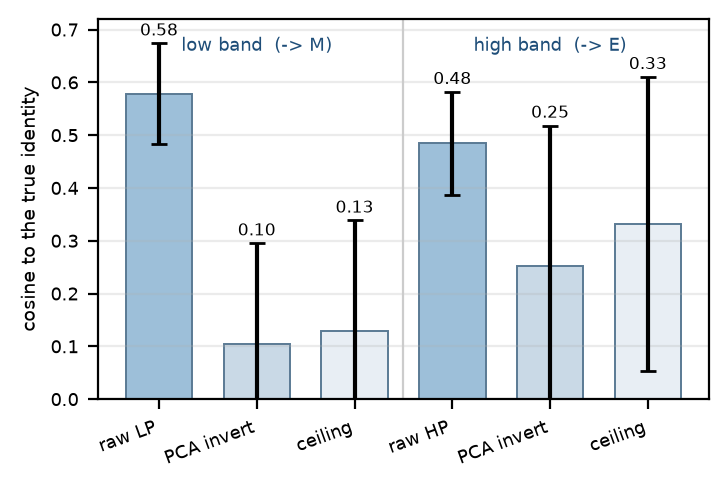 0.7
0.6
0.5
0.4
0.3
0.2
0.1
0.0
cosine to the true identity
low band  (-> M)
high band  (-> E)
0.58
0.10
0.13
0.48
0.25
0.33
raw LP
PCA invert
ceiling
raw HP
PCA invert
ceiling